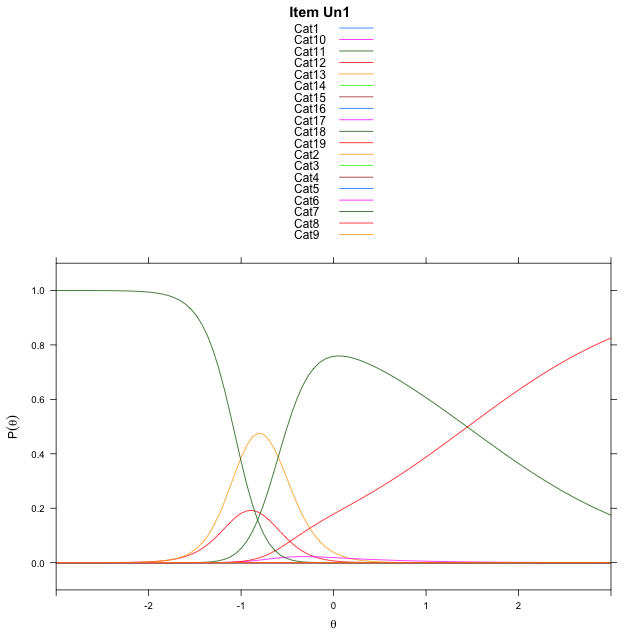 Item Un1
Cat1
Cat10
Cat11
Cat12
Cat13
Cat14
Cat15
Cat16
Cat17
Cat18
Cat19
Cat2
Cat3
Cat4
Cat5
Cat6
Cat7
Cat8
Cat9
1.0
0.8
0.6
0.4
0.2
0.0
P(θ)
-2
-1
0
1
2
θ